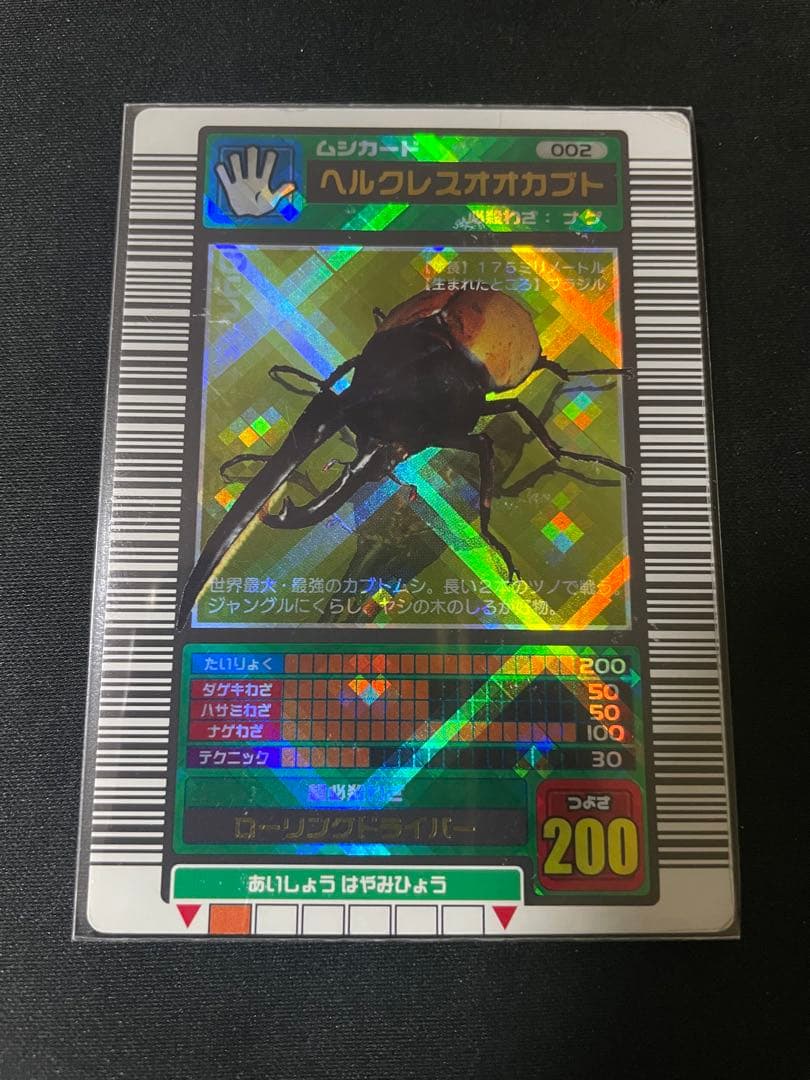 ムシカード
002
ヘルクレスオオカブト
必殺わざ: ナゲ
175ミリメートル
【生まれたところ】ブラジル
世界最大・最強のカブトムシ。長い2本のツノで戦う。
ジャングルにくらし、ヤシの木のしるが好物。
たいりょく 200
ダゲキわざ 50
ハサミわざ 50
ナゲわざ 100
テクニック 30
ローリングドライバー
つよさ
200
あいしょう はやみひょう